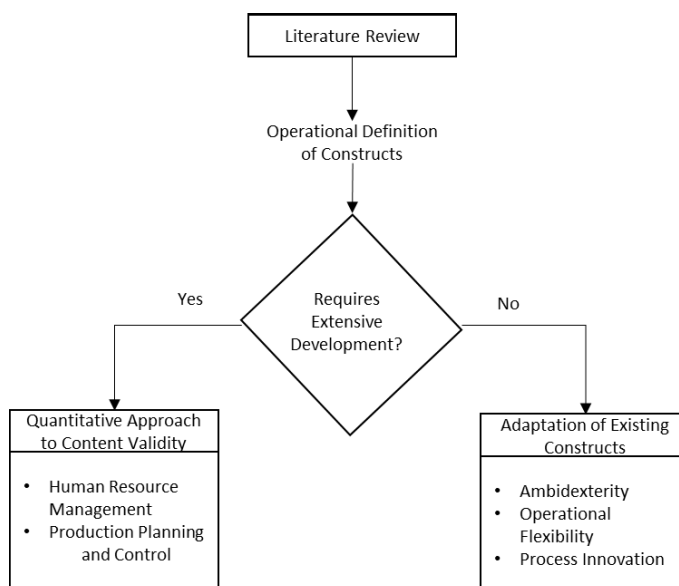 Literature Review
Operational Definition
of Constructs
Requires
Extensive
Development?
Yes
No
Quantitative Approach
to Content Validity
• Human Resource
Management
• Production Planning
and Control
Adaptation of Existing
Constructs
• Ambidexterity
• Operational
Flexibility
• Process Innovation